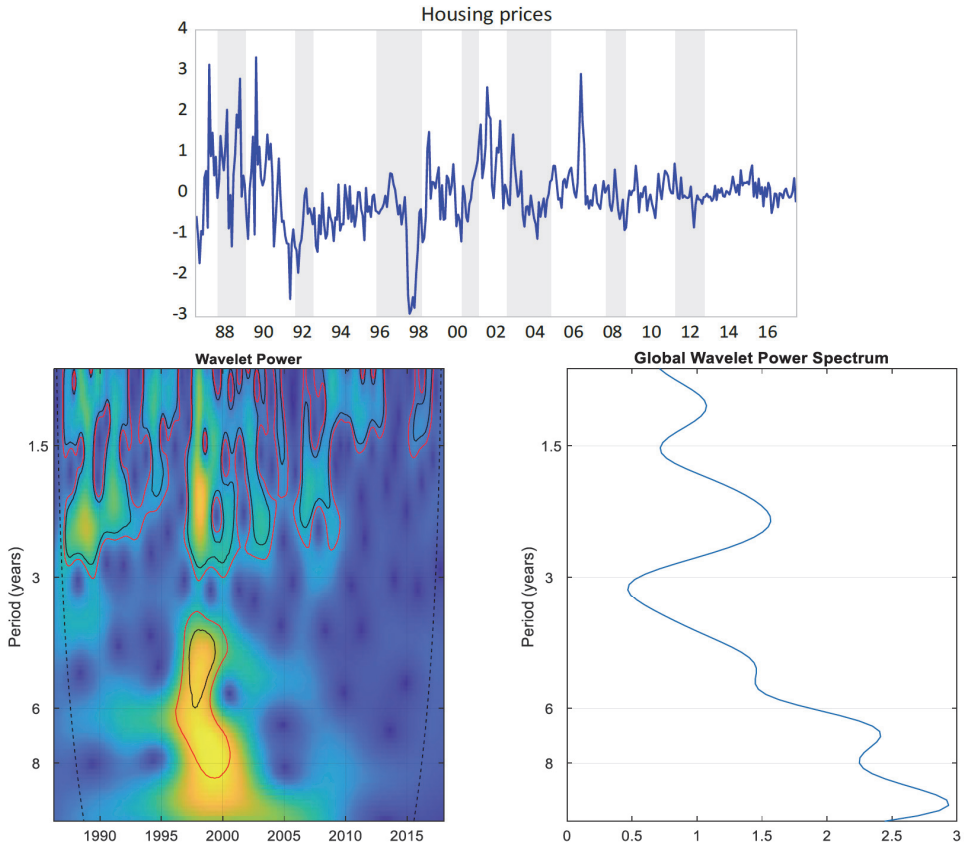 Housing prices
4
3
2
1
0
-1
-2
-3
88 90 92 94 96 98 00 02 04 06 08 10 12 14 16
Wavelet Power
Period (years)
1.5
3
6
8
1990 1995 2000 2005 2010 2015
Global Wavelet Power Spectrum
Period (years)
1.5
3
6
8
0 0.5 1 1.5 2 2.5 3